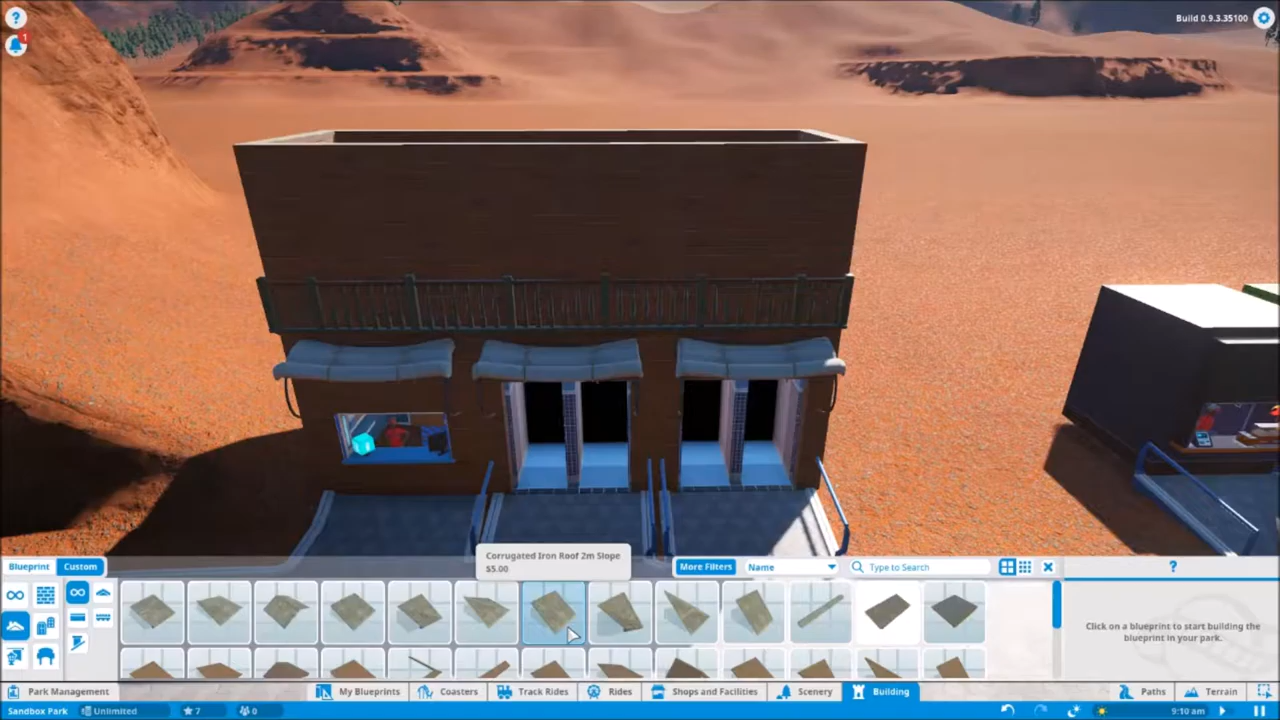 ?
Build 0.9.3.35100
1
Corrugated Iron Roof 2m Slope
$5.00
Blueprint
Custom
More Filters
Name
Type to Search
?
Click on a blueprint to start building the
blueprint in your park.
Park Management
My Blueprints
Coasters
Track Rides
Rides
Shops and Facilities
Scenery
Building
Paths
Terrain
Sandbox Park
Unlimited
7
0
9:10 am